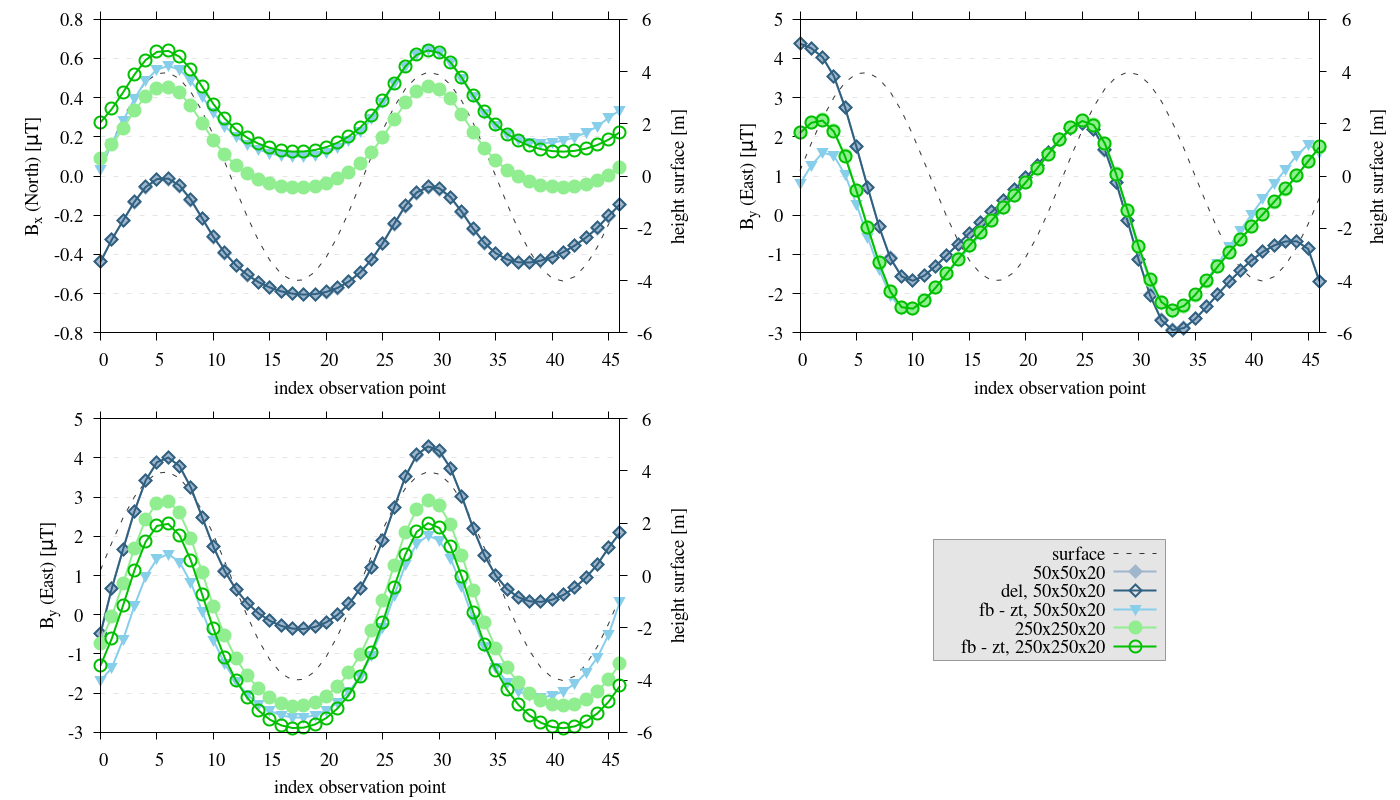 0.8
0.6
0.4
0.2
0.0
-0.2
-0.4
-0.6
-0.8
B_x (North) [µT]
6
4
2
0
-2
-4
-6
height surface [m]
0 5 10 15 20 25 30 35 40 45
index observation point
5
4
3
2
1
0
-1
-2
-3
B_y (East) [µT]
6
4
2
0
-2
-4
-6
height surface [m]
0 5 10 15 20 25 30 35 40 45
index observation point
5
4
3
2
1
0
-1
-2
-3
B_y (East) [µT]
6
4
2
0
-2
-4
-6
height surface [m]
0 5 10 15 20 25 30 35 40 45
index observation point
surface
50x50x20
del, 50x50x20
fb - zt, 50x50x20
250x250x20
fb - zt, 250x250x20